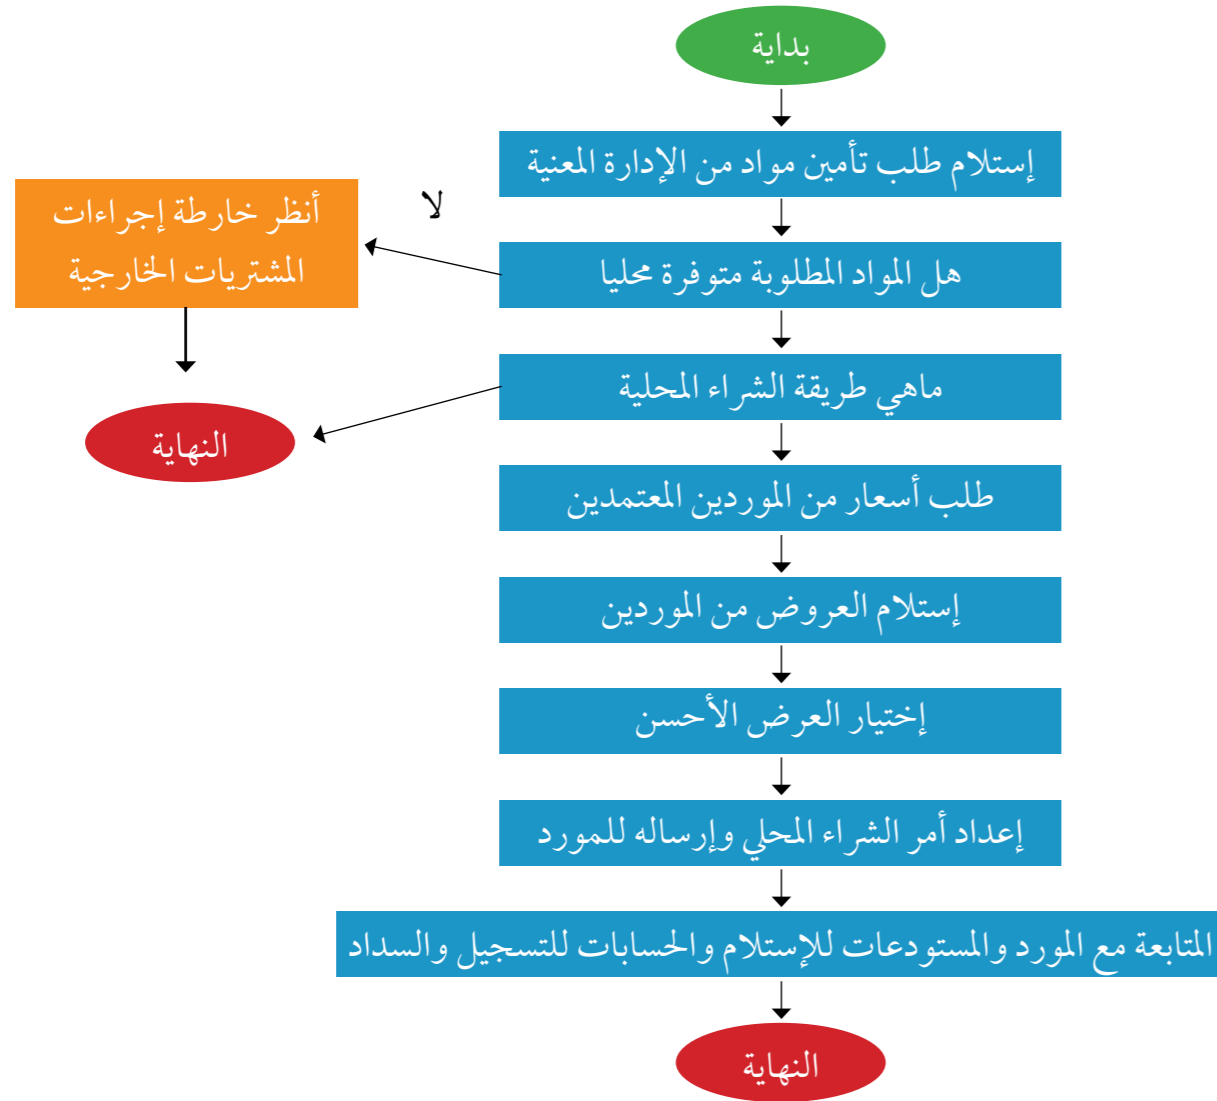 بداية
إستلام طلب تأمين مواد من الإدارة المعنية
لا
أنظر خارطة إجراءات
المشتريات الخارجية
هل المواد المطلوبة متوفرة محليا
ماهي طريقة الشراء المحلية
النهاية
طلب أسعار من الموردين المعتمدين
إستلام العروض من الموردين
إختيار العرض الأحسن
إعداد أمر الشراء المحلي وإرساله للمورد
المتابعة مع المورد والمستودعات للإستلام والحسابات للتسجيل والسداد
النهاية